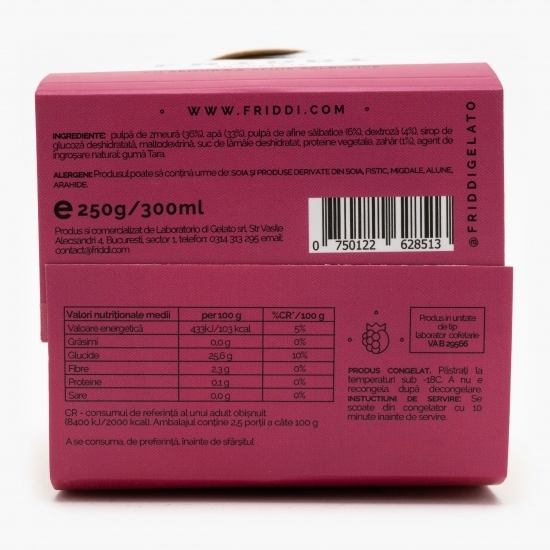 WWW.FRIDDI.COM
INGREDIENTE: pulpă de zmeură (36%), apă (33%), pulpă de afine sălbatice (6%), dextroză (4%), sirop de
glucoză deshidratată, maltodextrină, suc de lămâie deshidratat, proteine vegetale, zahăr (1%), agent de
îngroșare natural: gumă Tara.
ALERGENI: Produsul poate să conțină urme de: SOIA ȘI PRODUSE DERIVATE DIN SOIA, FISTIC, MIGDALE, ALUNE,
ARAHIDE.
e 250g/300ml
Produs si comercializat de Laboratorio di Gelato srl, Str Vasile
Alecsandri 4, Bucuresti, sector 1, telefon: 0314 313 295 email:
contact@friddi.com
0 750122 628513
@FRIDDIGELATO
Valori nutriționale medii per 100 g %CR*/100 g
Valoare energetică 433kJ/103 kcal 5%
Grăsimi 0,0 g 0%
Glucide 25,6 g 10%
Fibre 2,3 g 0%
Proteine 0,1 g 0%
Sare 0,0 g 0%
CR - consumul de referință al unui adult obișnuit
(8400 kJ/2000 kcal). Ambalajul conține 2,5 porții a câte 100 g
A se consuma, de preferință, înainte de sfârșitul
Produs in unitate
de tip
laborator cofetarie
VA B 29566
PRODUS CONGELAT. Păstrați la
temperaturi sub -18C. A nu e
recongela după decongelare.
INSTUCTIUNI DE SERVIRE: Se
scoate din congelator cu 10
minute inainte de servire.